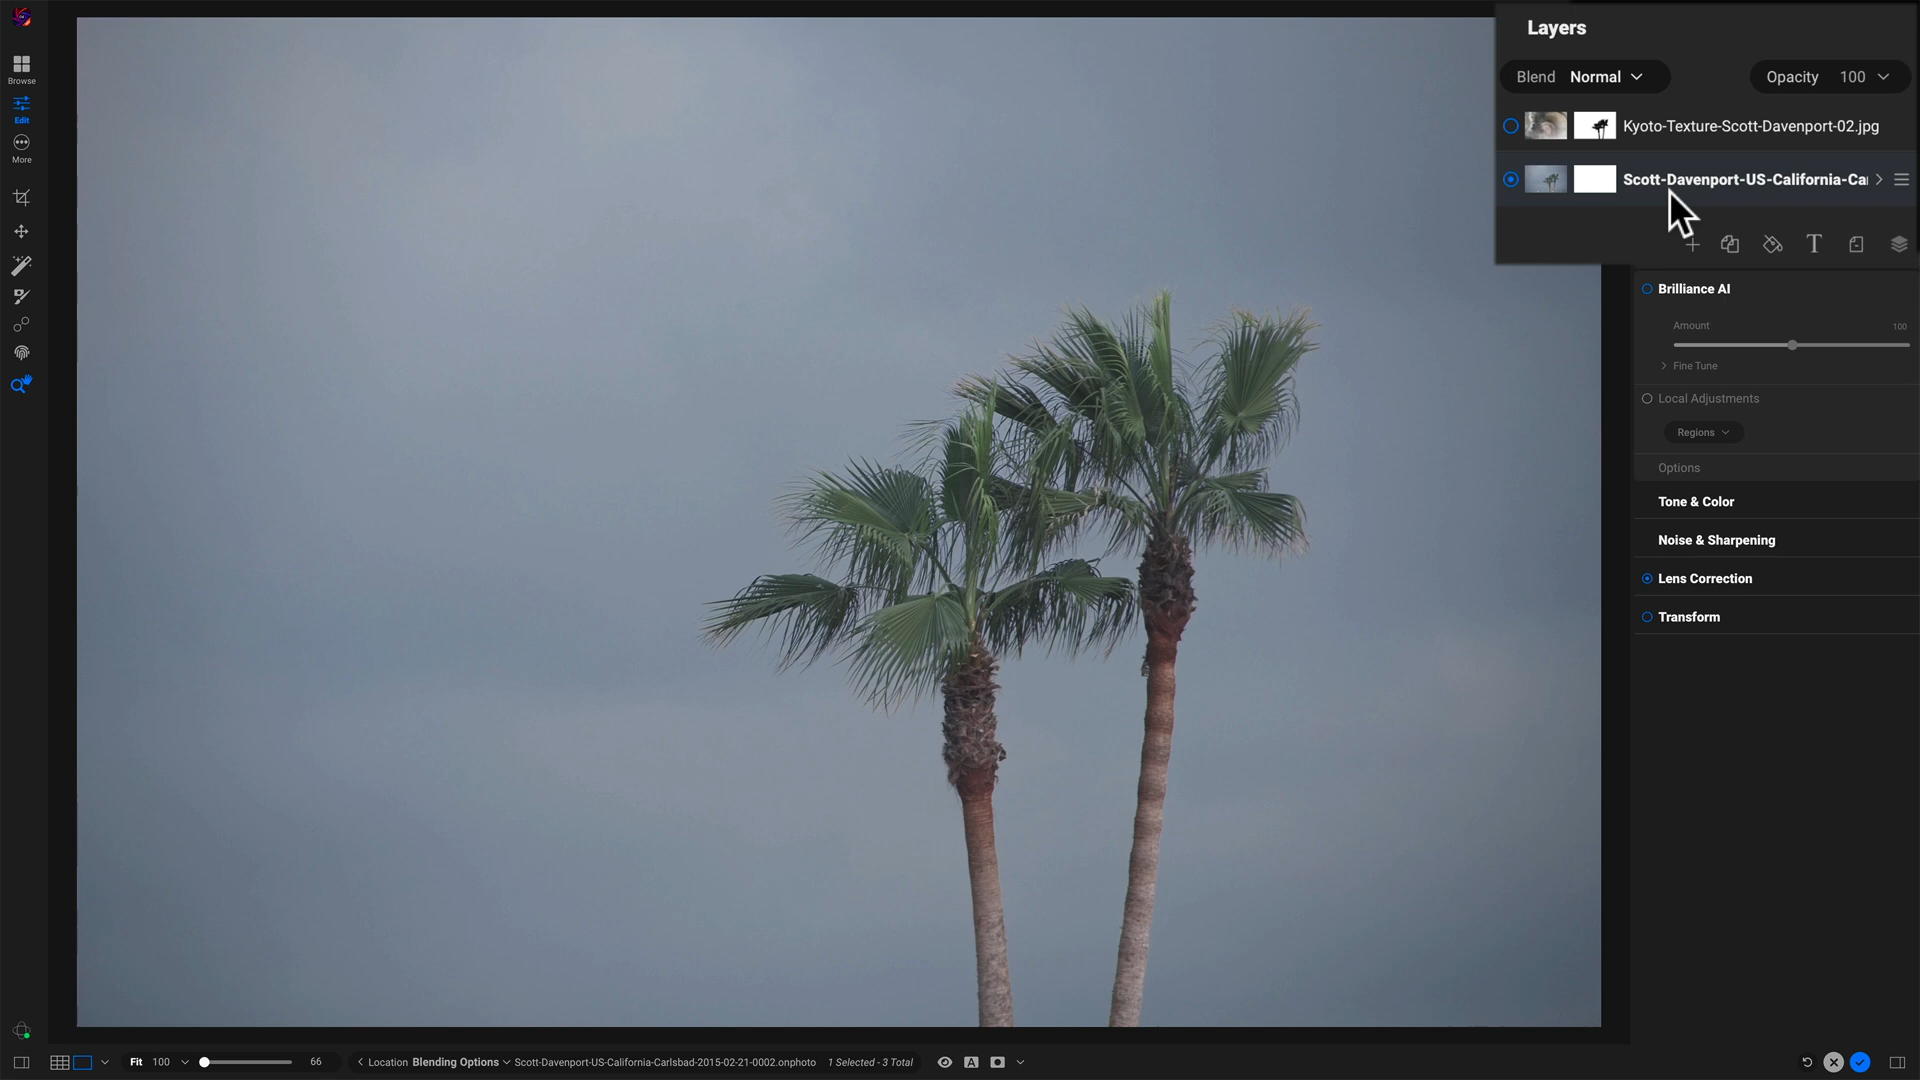 Layers
Blend Normal
Opacity 100
Kyoto-Texture-Scott-Davenport-02.jpg
Scott-Davenport-US-California-Ca
Browse
Edit
More
Brilliance AI
Amount 100
Fine Tune
Local Adjustments
Regions
Options
Tone & Color
Noise & Sharpening
Lens Correction
Transform
Fit 100 66 Location Blending Options Scott-Davenport-US-California-Carlsbad-2015-02-21-0002.onphoto 1 Selected - 3 Total A